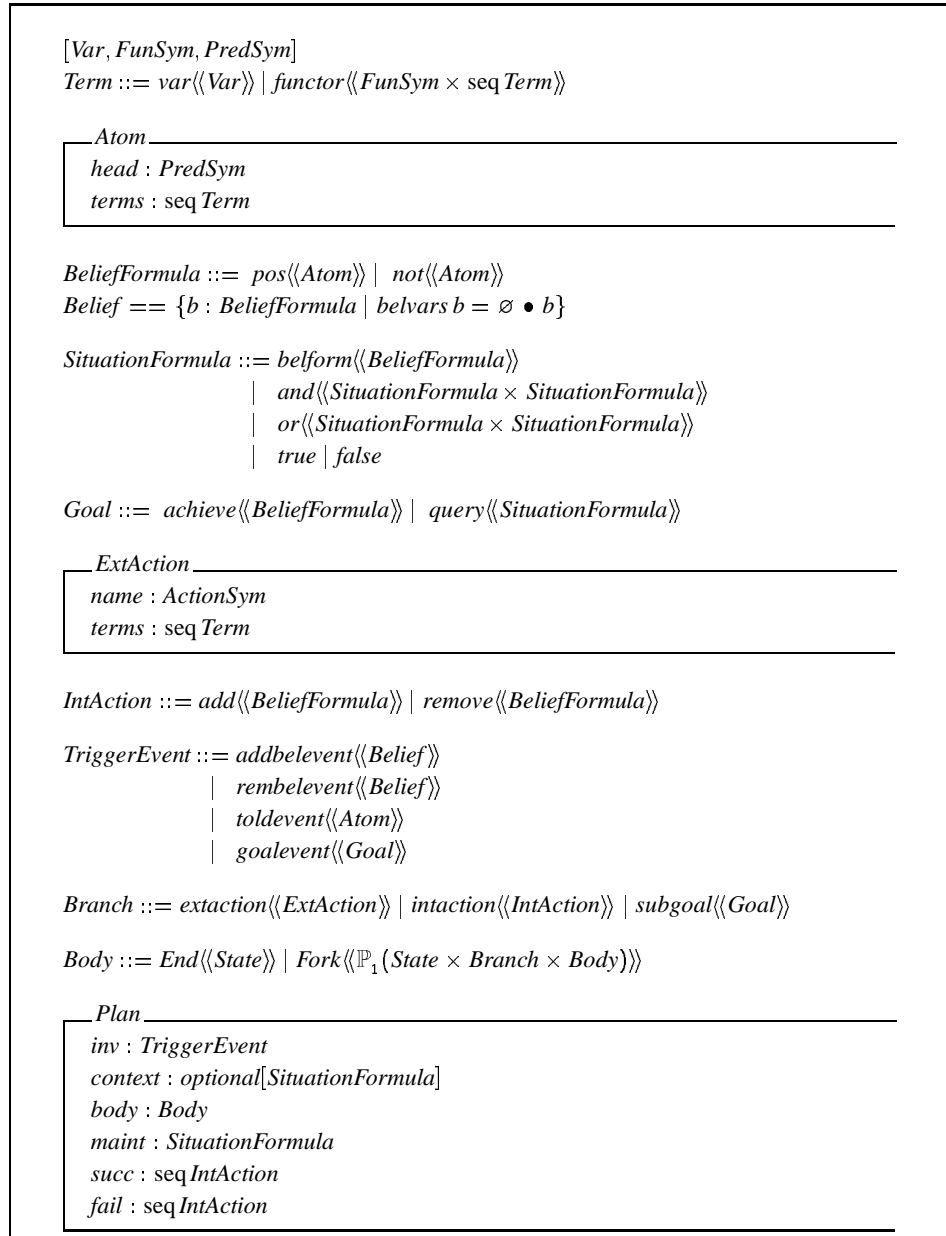 [Var, FunSym, PredSym]
Term ::= var⟨⟨Var⟩⟩ | functor⟨⟨FunSym × seq Term⟩⟩
Atom
head : PredSym
terms : seq Term
BeliefFormula ::= pos⟨⟨Atom⟩⟩ | not⟨⟨Atom⟩⟩
Belief == {b : BeliefFormula | belvars b = ∅ • b}
SituationFormula ::= belform⟨⟨BeliefFormula⟩⟩
| and⟨⟨SituationFormula × SituationFormula⟩⟩
| or⟨⟨SituationFormula × SituationFormula⟩⟩
| true | false
Goal ::= achieve⟨⟨BeliefFormula⟩⟩ | query⟨⟨SituationFormula⟩⟩
ExtAction
name : ActionSym
terms : seq Term
IntAction ::= add⟨⟨BeliefFormula⟩⟩ | remove⟨⟨BeliefFormula⟩⟩
TriggerEvent ::= addbelevent⟨⟨Belief⟩⟩
| rembelevent⟨⟨Belief⟩⟩
| toldevent⟨⟨Atom⟩⟩
| goalevent⟨⟨Goal⟩⟩
Branch ::= extaction⟨⟨ExtAction⟩⟩ | intaction⟨⟨IntAction⟩⟩ | subgoal⟨⟨Goal⟩⟩
Body ::= End⟨⟨State⟩⟩ | Fork⟨⟨ℙ₁(State × Branch × Body)⟩⟩
Plan
inv : TriggerEvent
context : optional[SituationFormula]
body : Body
maint : SituationFormula
succ : seq IntAction
fail : seq IntAction